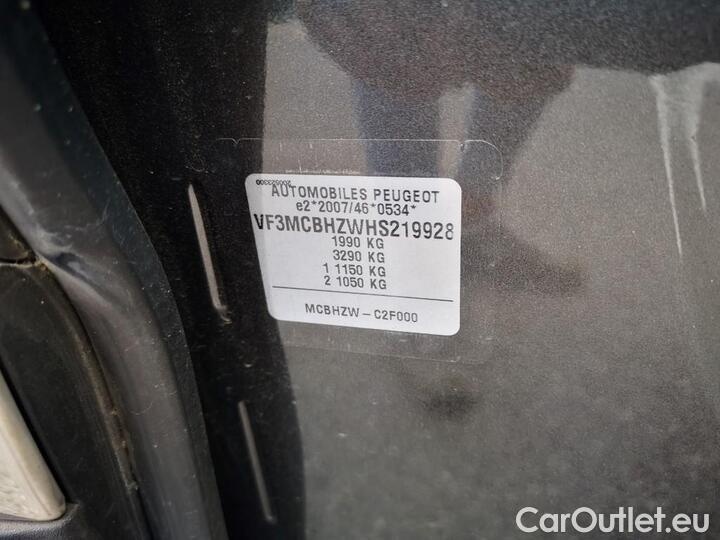 200523300
AUTOMOBILES PEUGEOT
e2*2007/46*0534*
VF3MCBHZWHS219928
1990 KG
3290 KG
1 1150 KG
2 1050 KG
MCBHZW – C2F000
CarOutlet.eu